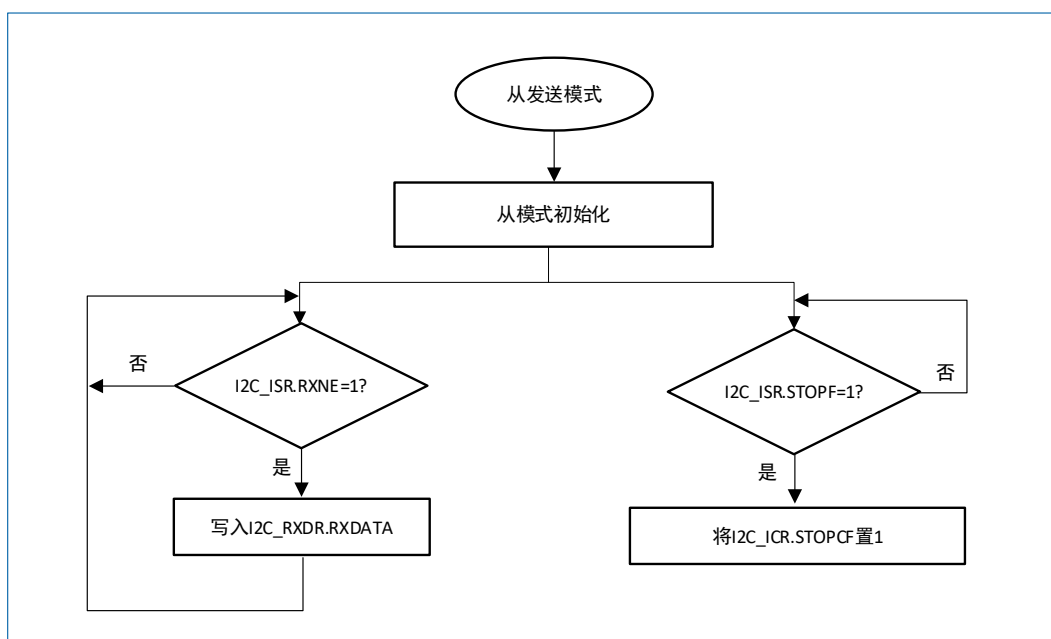 从发送模式
从模式初始化
否
I2C_ISR.RXNE=1?
I2C_ISR.STOPF=1?
否
是
是
写入I2C_RXDR.RXDATA
将I2C_ICR.STOPCF置1